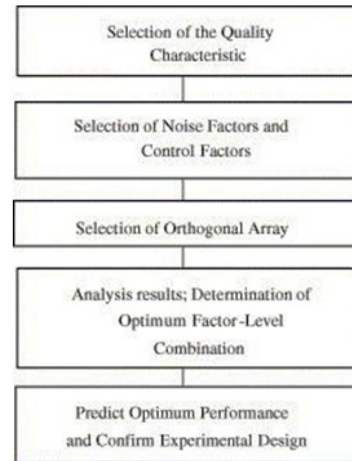 Selection of the Quality
Characteristic
Selection of Noise Factors and
Control Factors
Selection of Orthogonal Array
Analysis results; Determination of
Optimum Factor-Level
Combination
Predict Optimum Performance
and Confirm Experimental Design